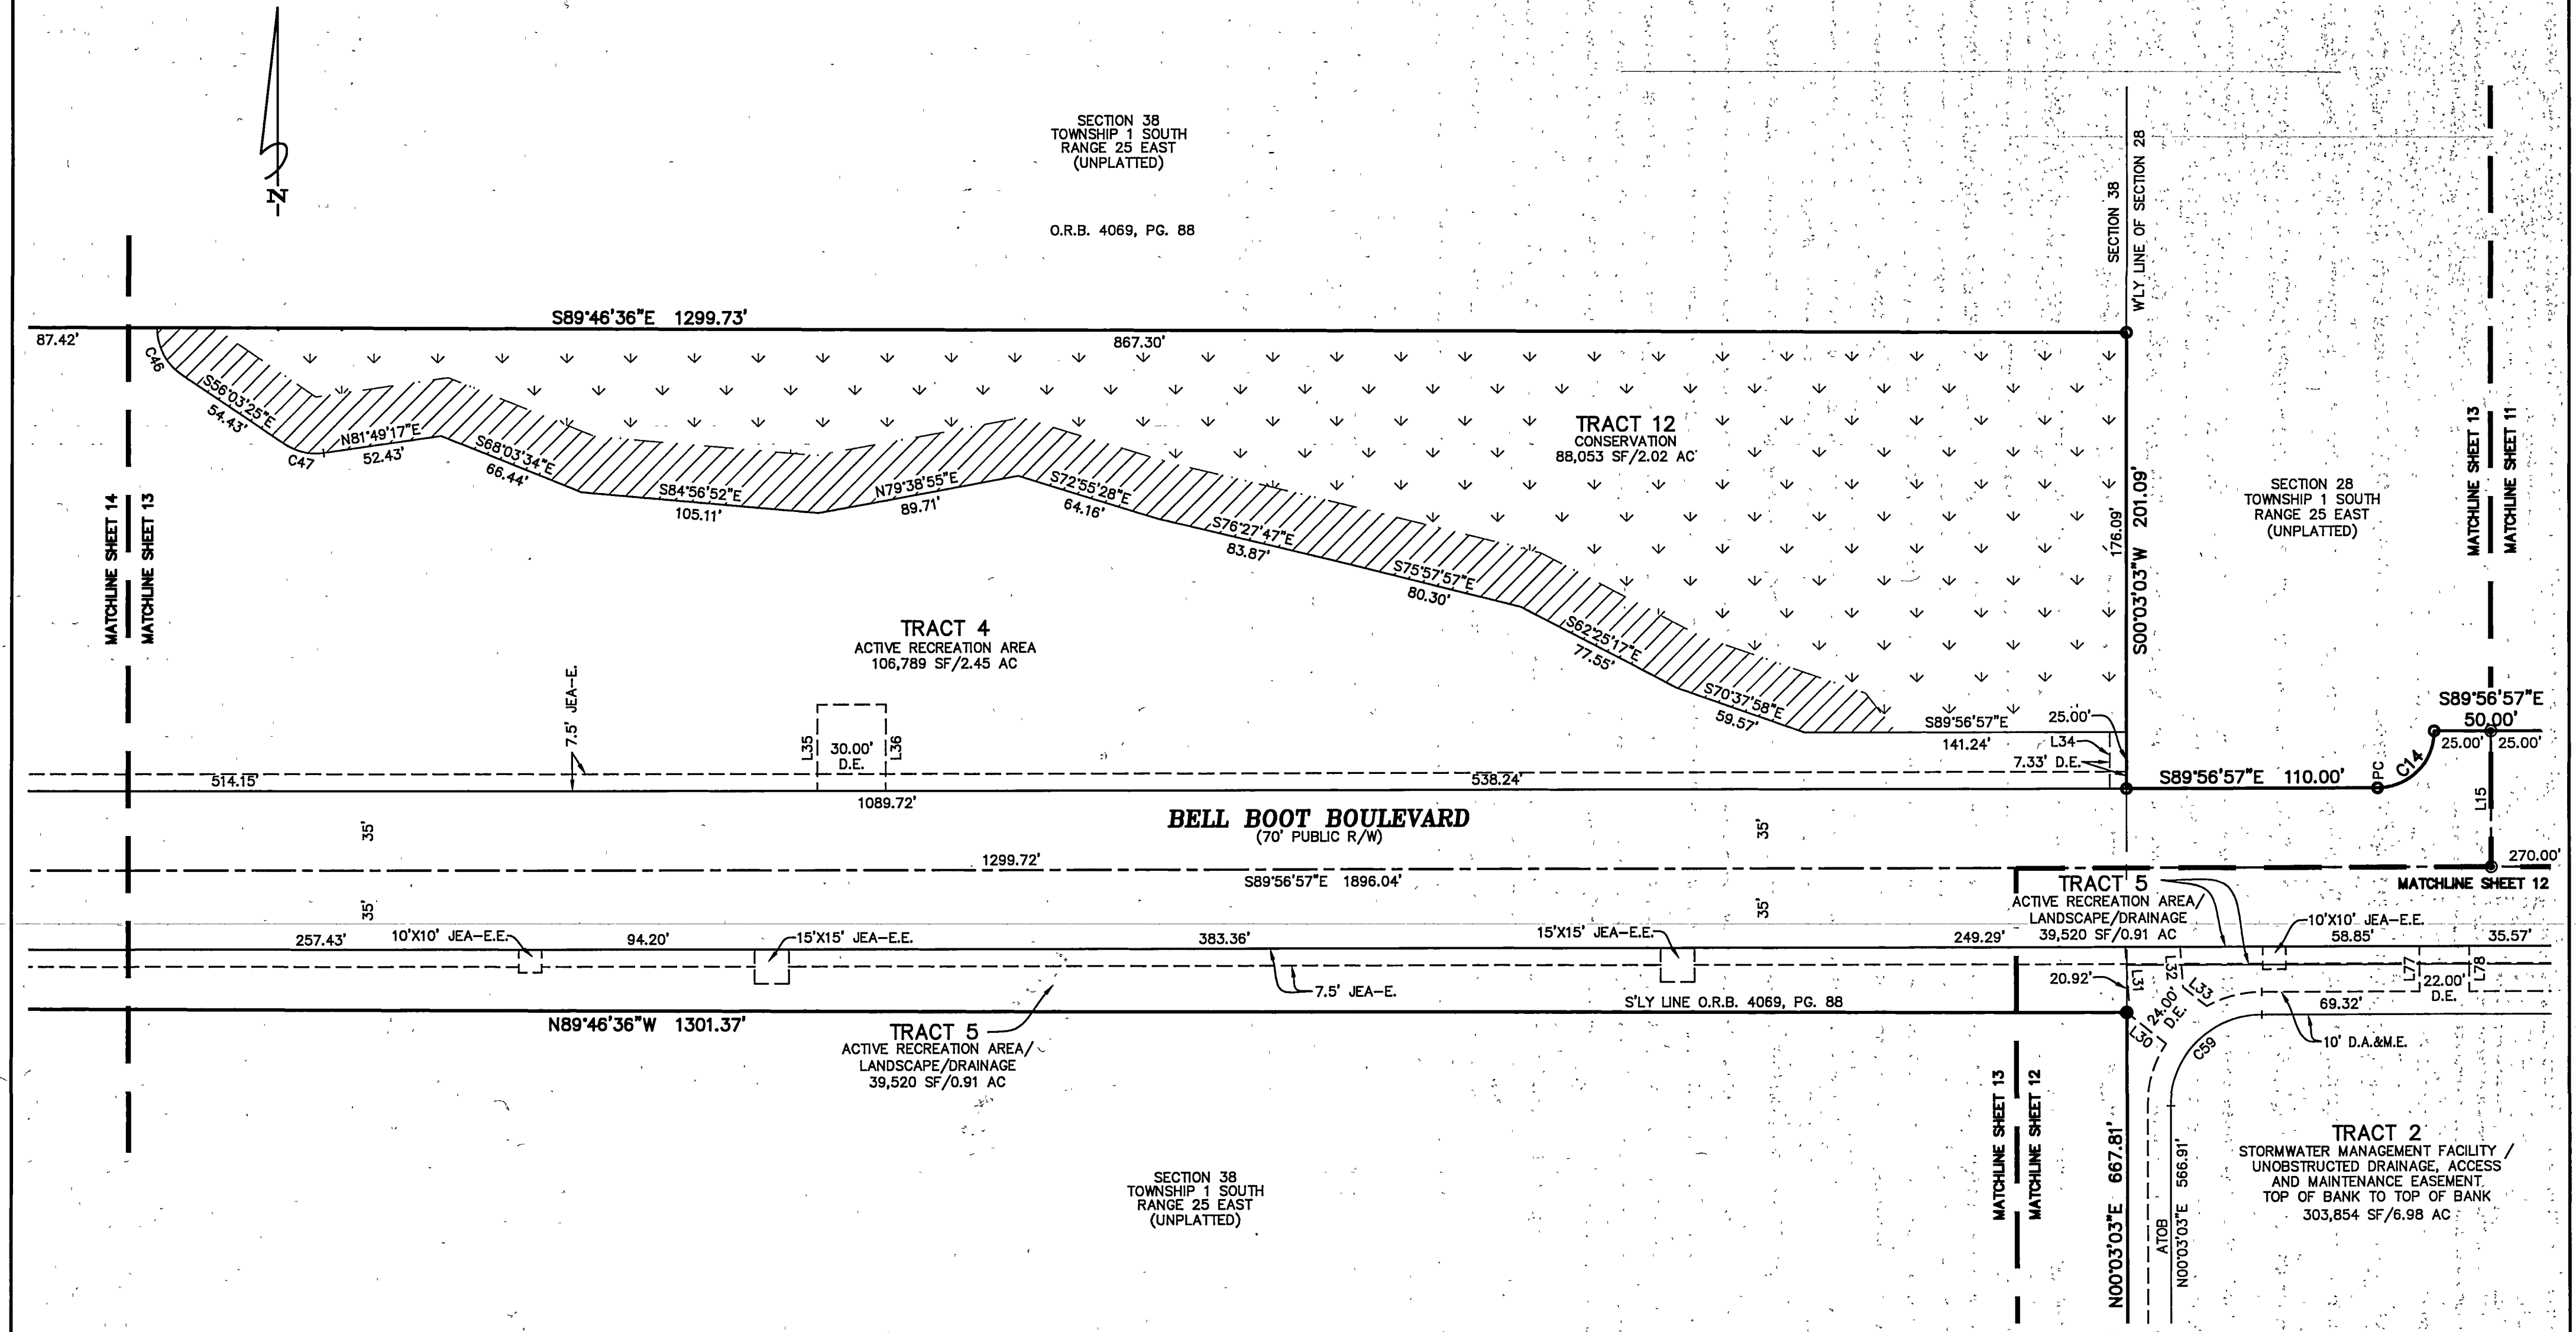 N
SECTION 38
TOWNSHIP 1 SOUTH
RANGE 25 EAST
(UNPLATTED)
O.R.B. 4069, PG. 88
SECTION 38
W'LY LINE OF SECTION 28
S89°46'36"E 1299.73'
87.42'
867.30'
C46
S56°03'25"E
54.43'
C47
N81°49'17"E
52.43'
S68°03'34"E
66.44'
S84°56'52"E
105.11'
N79°38'55"E
89.71'
S72°55'28"E
64.16'
S76°27'47"E
83.87'
S75°57'57"E
80.30'
S62°25'17"E
77.55'
S70°37'58"E
59.57'
S89°56'57"E
141.24'
TRACT 12
CONSERVATION
88,053 SF/2.02 AC
176.09'
S00°03'03"W 201.09'
SECTION 28
TOWNSHIP 1 SOUTH
RANGE 25 EAST
(UNPLATTED)
MATCHLINE SHEET 13
MATCHLINE SHEET 11
MATCHLINE SHEET 14
MATCHLINE SHEET 13
TRACT 4
ACTIVE RECREATION AREA
106,789 SF/2.45 AC
7.5' JEA-E.
L35
30.00'
D.E.
L36
25.00'
L34
7.33' D.E.
S89°56'57"E
50.00'
25.00'
25.00'
C14
PC
S89°56'57"E 110.00'
L15
514.15'
538.24'
1089.72'
BELL BOOT BOULEVARD
(70' PUBLIC R/W)
35'
35'
1299.72'
S89°56'57"E 1896.04'
270.00'
MATCHLINE SHEET 12
35'
35'
TRACT 5
ACTIVE RECREATION AREA/
LANDSCAPE/DRAINAGE
39,520 SF/0.91 AC
10'X10' JEA-E.E.
257.43'
10'X10' JEA-E.E.
94.20'
15'X15' JEA-E.E.
383.36'
15'X15' JEA-E.E.
249.29'
58.85'
35.57'
7.5' JEA-E.
20.92'
L31
L32
L33
L77
22.00'
D.E.
L78
S'LY LINE O.R.B. 4069, PG. 88
24.00'
D.E.
L30
69.32'
10' D.A.&M.E.
C59
N89°46'36"W 1301.37'
TRACT 5
ACTIVE RECREATION AREA/
LANDSCAPE/DRAINAGE
39,520 SF/0.91 AC
MATCHLINE SHEET 13
MATCHLINE SHEET 12
N00°03'03"E 667.81'
ATOB
N00°03'03"E 566.91'
TRACT 2
STORMWATER MANAGEMENT FACILITY /
UNOBSTRUCTED DRAINAGE, ACCESS
AND MAINTENANCE EASEMENT
TOP OF BANK TO TOP OF BANK
303,854 SF/6.98 AC
SECTION 38
TOWNSHIP 1 SOUTH
RANGE 25 EAST
(UNPLATTED)